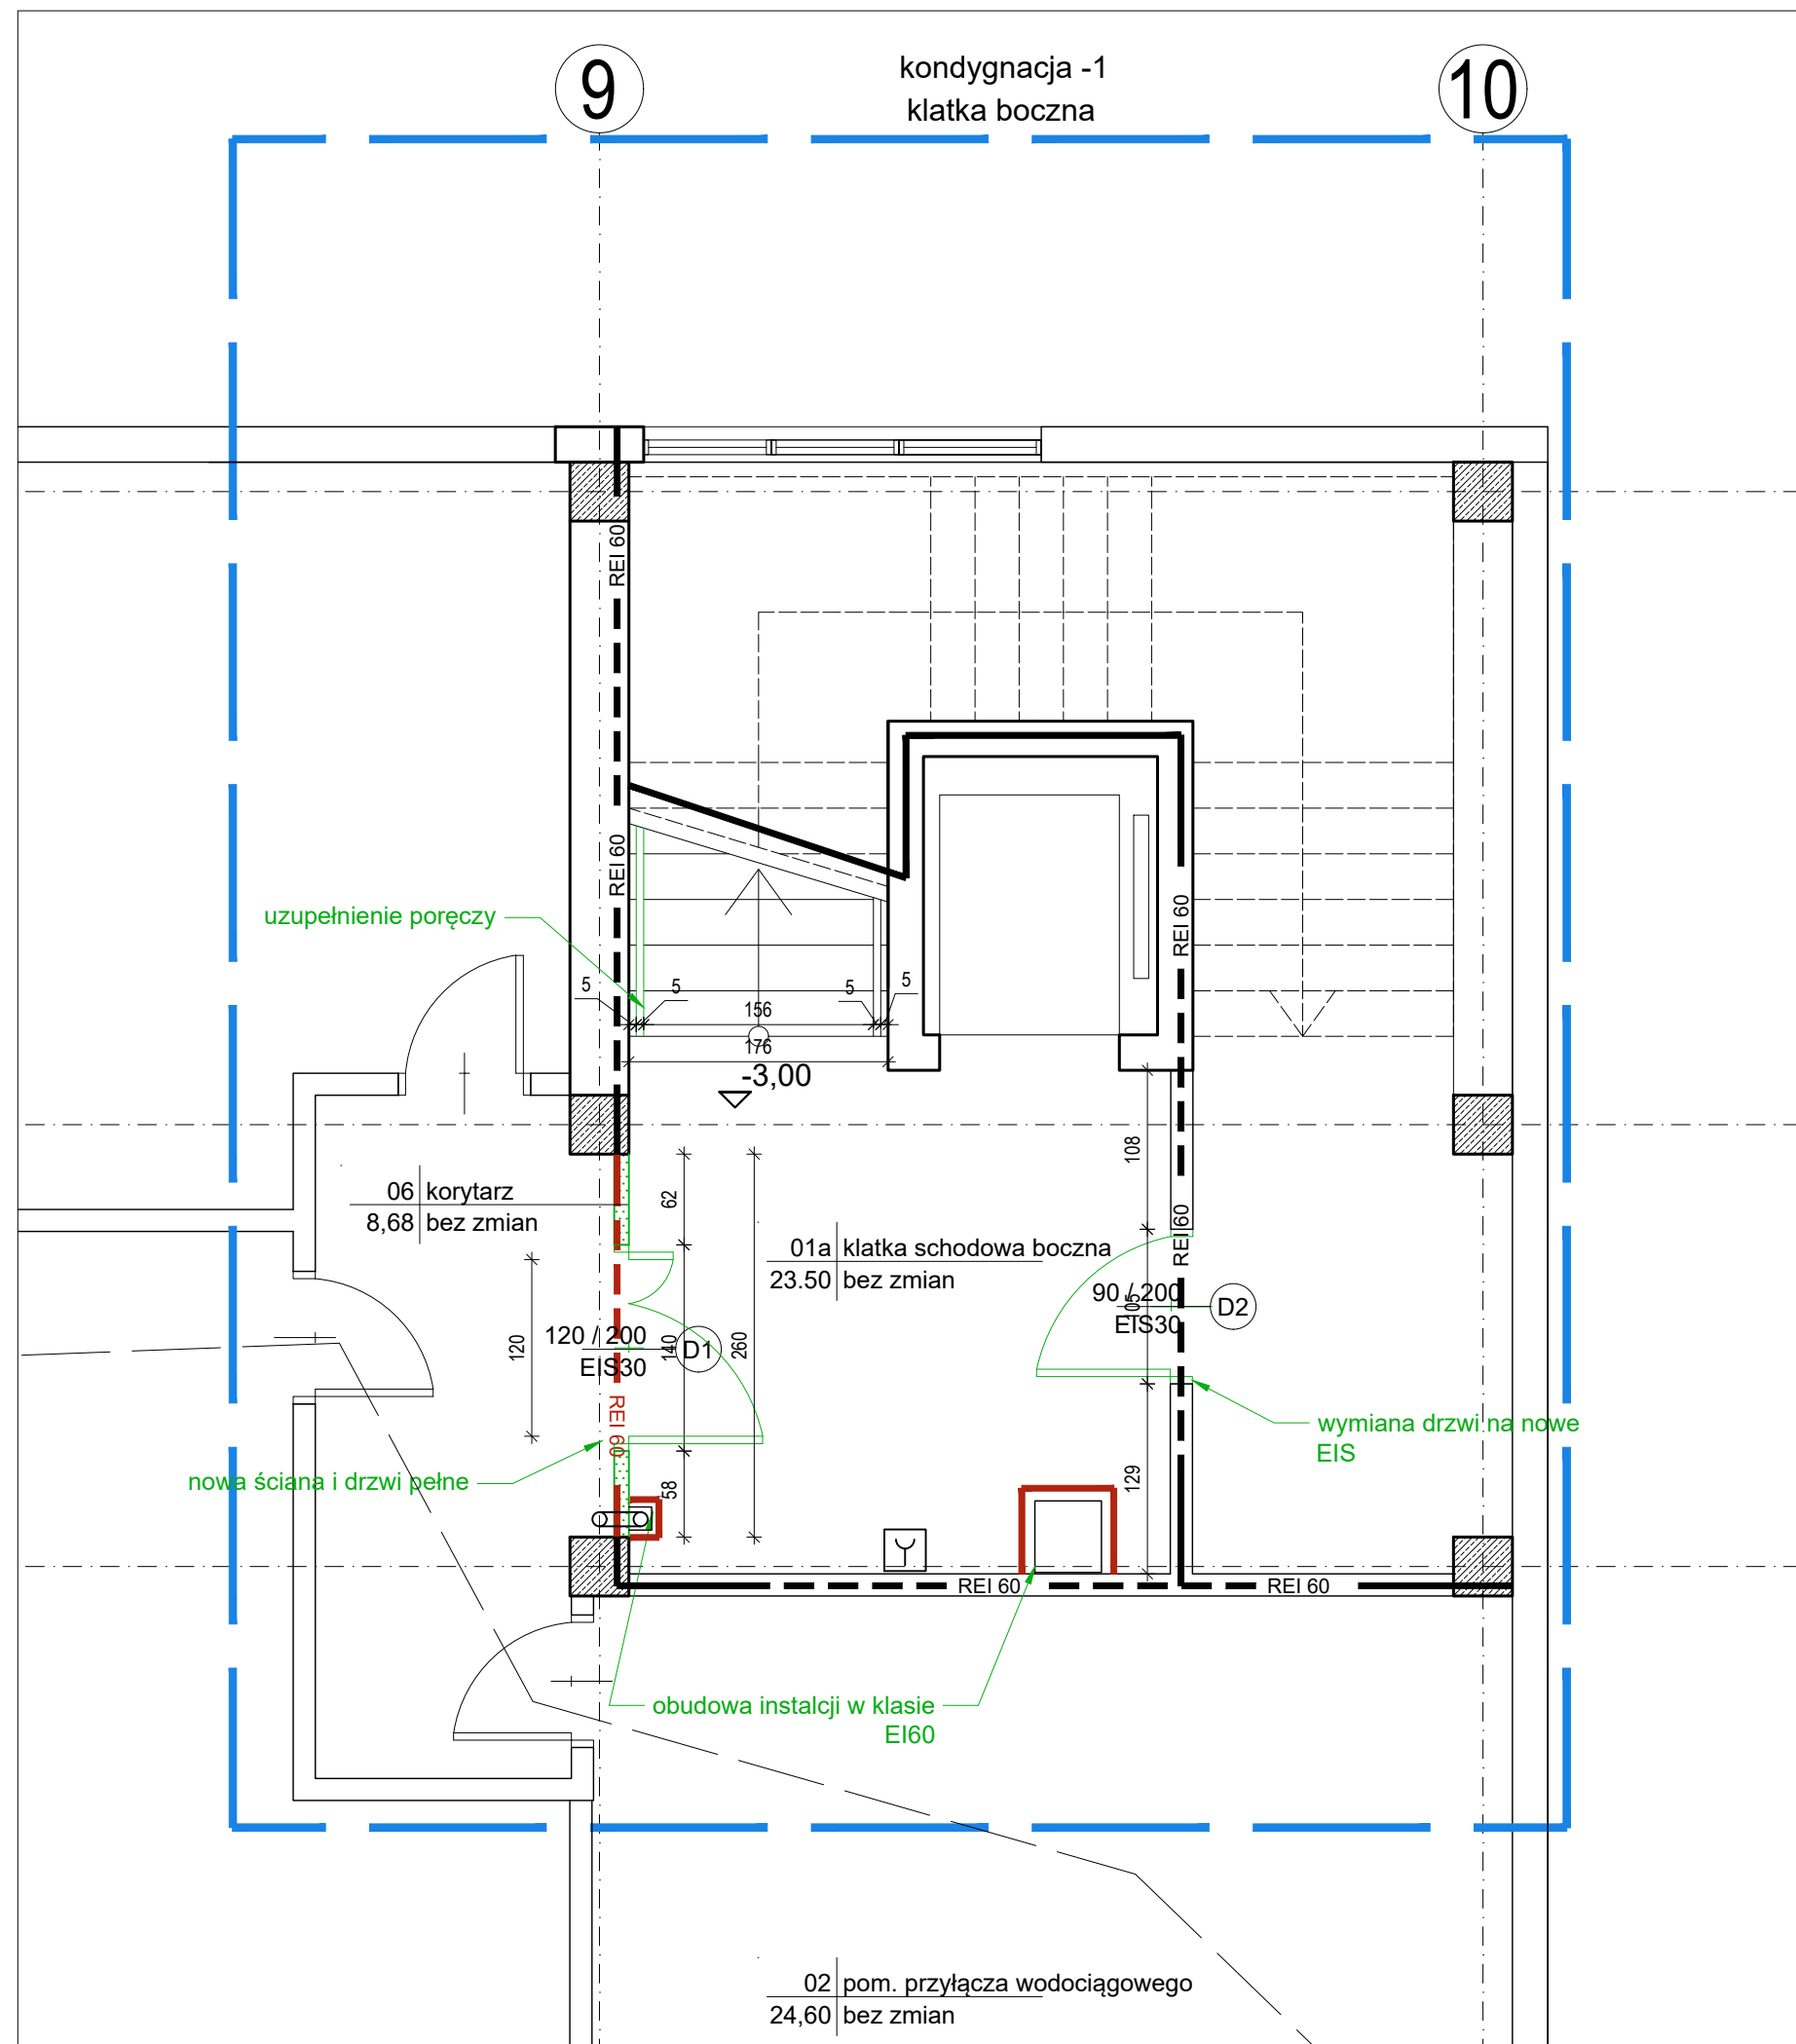 9
kondygnacja -1
klatka boczna
10
REI 60
REI 60
REI 60
uzupełnienie poręczy
5
5
156
5
5
176
-3,00
108
06 korytarz
8,68 bez zmian
62
REI 60
01a klatka schodowa boczna
23.50 bez zmian
90 / 200
EIS30
105
D2
120
120 / 200
EIS30
140
D1
260
REI 60
wymiana drzwi na nowe
EIS
nowa ściana i drzwi pełne
58
129
REI 60
REI 60
obudowa instalcji w klasie
EI60
02 pom. przyłącza wodociągowego
24,60 bez zmian